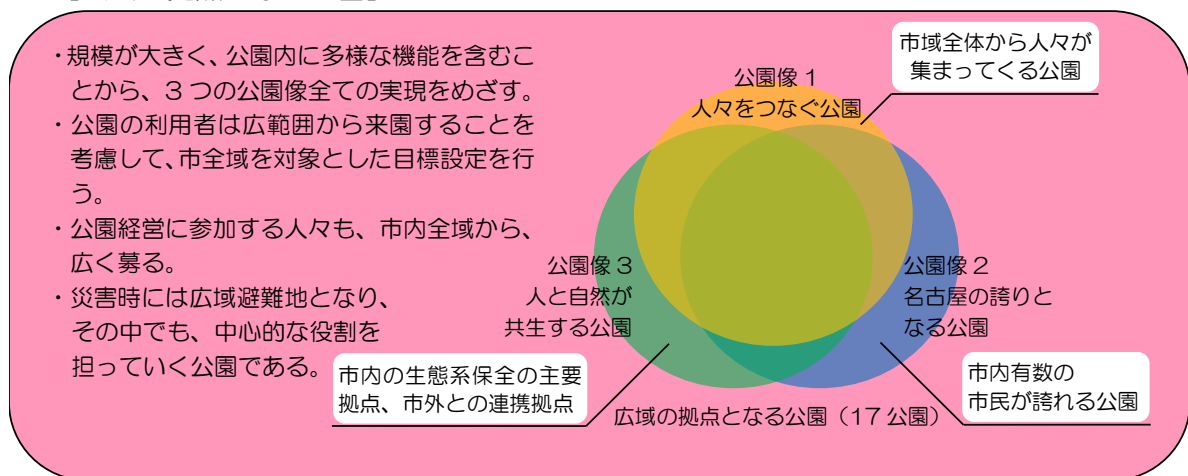 ・規模が大きく、公園内に多様な機能を含むこ
とから、3つの公園像全ての実現をめざす。
・公園の利用者は広範囲から来園することを
考慮して、市全域を対象とした目標設定を行
う。
・公園経営に参加する人々も、市内全域から、
広く募る。
・災害時には広域避難地となり、
その中でも、中心的な役割を
担っていく公園である。
市域全体から人々が
集まってくる公園
公園像1
人々をつなぐ公園
公園像3
人と自然が
共生する公園
公園像2
名古屋の誇りと
なる公園
市内の生態系保全の主要
拠点、市外との連携拠点
市内有数の
市民が誇れる公園
広域の拠点となる公園（17公園）